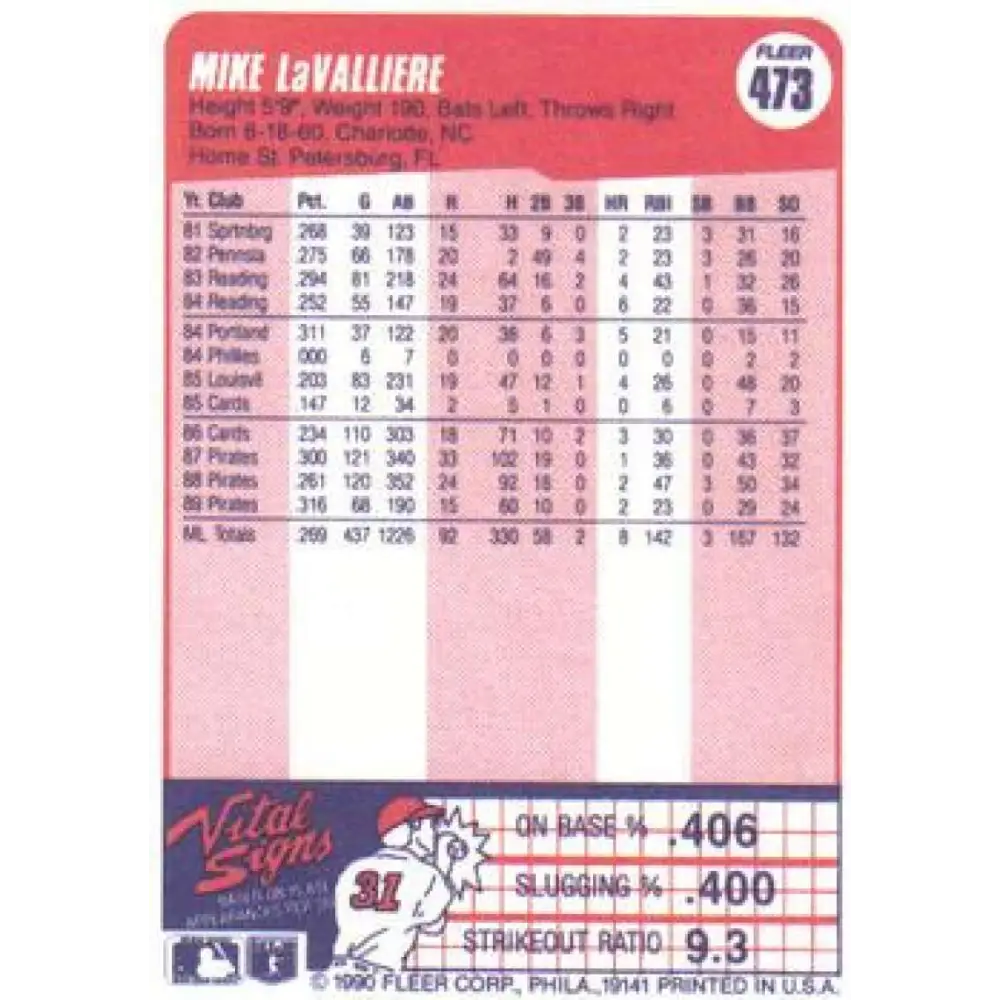 MIKE LaVALLIERE
FLEER
473
Height 5'9", Weight 190, Bats Left, Throws Right
Born 8-18-60, Charlotte, NC
Home St. Petersburg, FL
Yr. Club Pct. G AB R H 2B 3B HR RBI SB BB SO
81 Sprtnbrg .268 39 123 15 33 9 0 2 23 3 31 16
82 Pennsla .275 66 178 20 2 49 4 2 23 3 26 20
83 Reading .294 81 218 24 64 16 2 4 43 1 32 26
84 Reading .252 55 147 19 37 6 0 6 22 0 36 15
84 Portland .311 37 122 20 38 6 3 5 21 0 15 11
84 Phillies 000 6 7 0 0 0 0 0 0 0 2 2
85 Louisvil .203 83 231 19 47 12 1 4 26 0 48 20
85 Cards .147 12 34 2 5 1 0 0 6 0 7 3
86 Cards .234 110 303 18 71 10 2 3 30 0 36 37
87 Pirates .300 121 340 33 102 19 0 1 36 0 43 32
88 Pirates .261 120 352 24 92 18 0 2 47 3 50 34
89 Pirates .316 68 190 15 60 10 0 2 23 0 29 24
ML Totals .269 437 1226 92 330 58 2 8 142 3 167 132
Vital
Signs
31
ON BASE % .406
SLUGGING % .400
STRIKEOUT RATIO 9.3
© 1990 FLEER CORP., PHILA., 19141 PRINTED IN U.S.A.